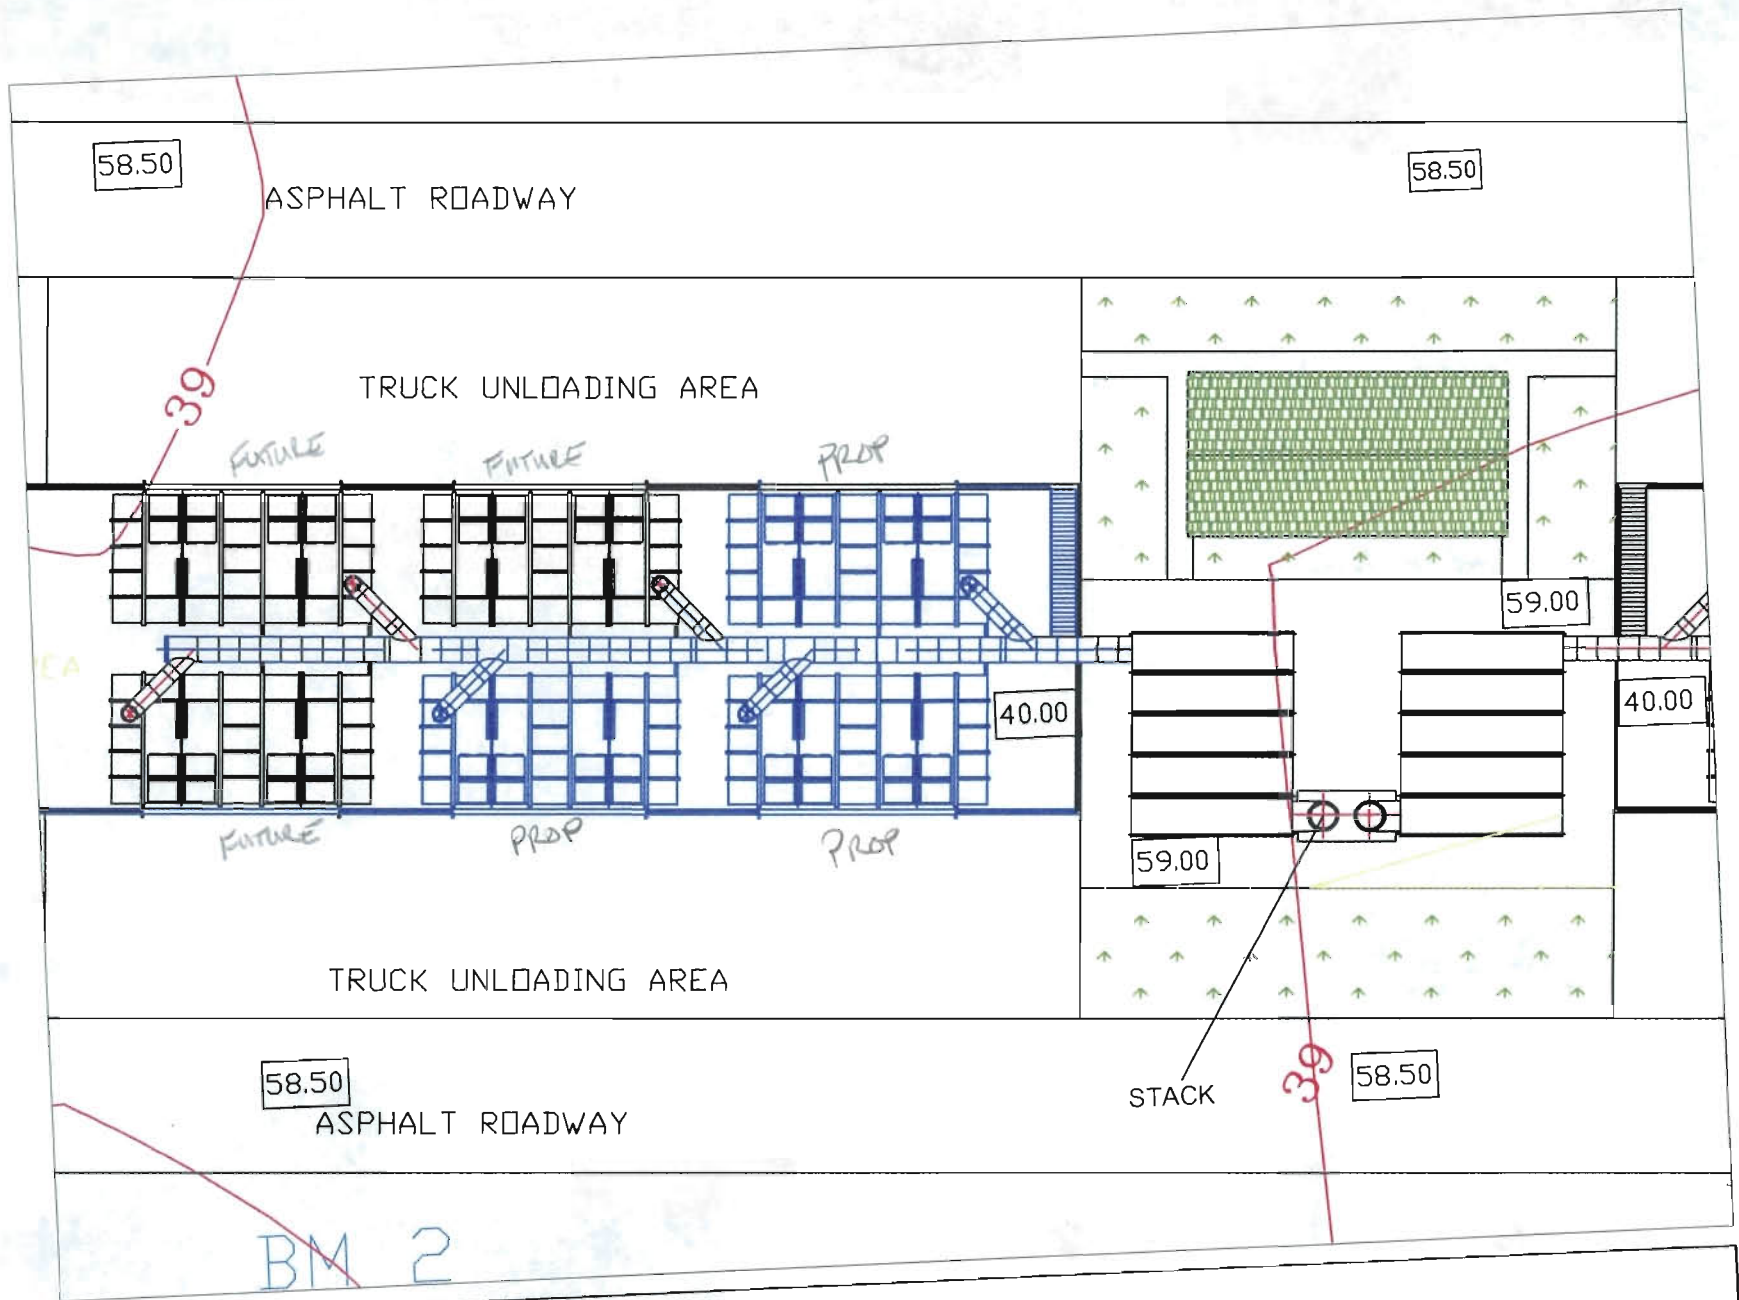 58.50
58.50
ASPHALT ROADWAY
39
TRUCK UNLOADING AREA
FUTURE
FUTURE
PROP
59.00
EA
40.00
40.00
FUTURE
PROP
PROP
59.00
TRUCK UNLOADING AREA
39
58.50
58.50
STACK
ASPHALT ROADWAY
BM 2